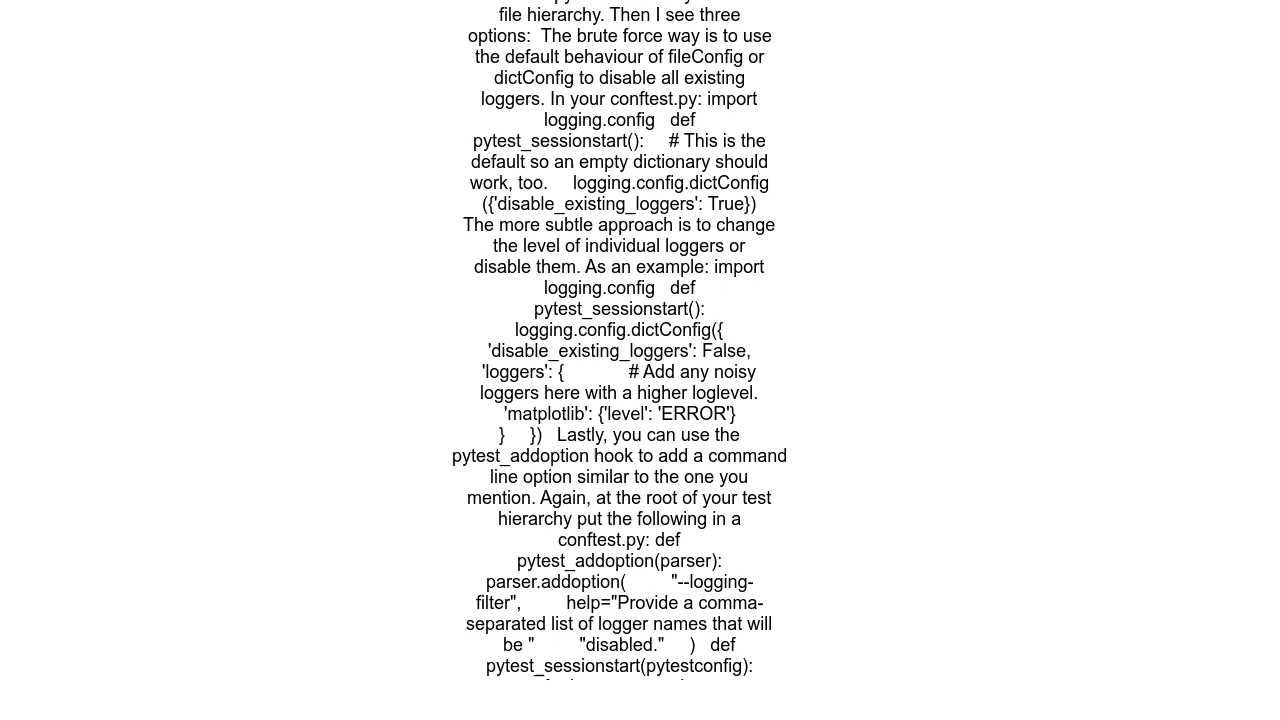 file hierarchy. Then I see three
options:  The brute force way is to use
the default behaviour of fileConfig or
dictConfig to disable all existing
loggers. In your conftest.py: import
logging.config   def
pytest_sessionstart():     # This is the
default so an empty dictionary should
work, too.     logging.config.dictConfig
({'disable_existing_loggers': True})
The more subtle approach is to change
the level of individual loggers or
disable them. As an example: import
logging.config   def
pytest_sessionstart():
logging.config.dictConfig({
'disable_existing_loggers': False,
'loggers': {             # Add any noisy
loggers here with a higher loglevel.
'matplotlib': {'level': 'ERROR'}
}     })   Lastly, you can use the
pytest_addoption hook to add a command
line option similar to the one you
mention. Again, at the root of your test
hierarchy put the following in a
conftest.py: def
pytest_addoption(parser):
parser.addoption(         "--logging-
filter",         help="Provide a comma-
separated list of logger names that will
be "         "disabled."     )   def
pytest_sessionstart(pytestconfig):